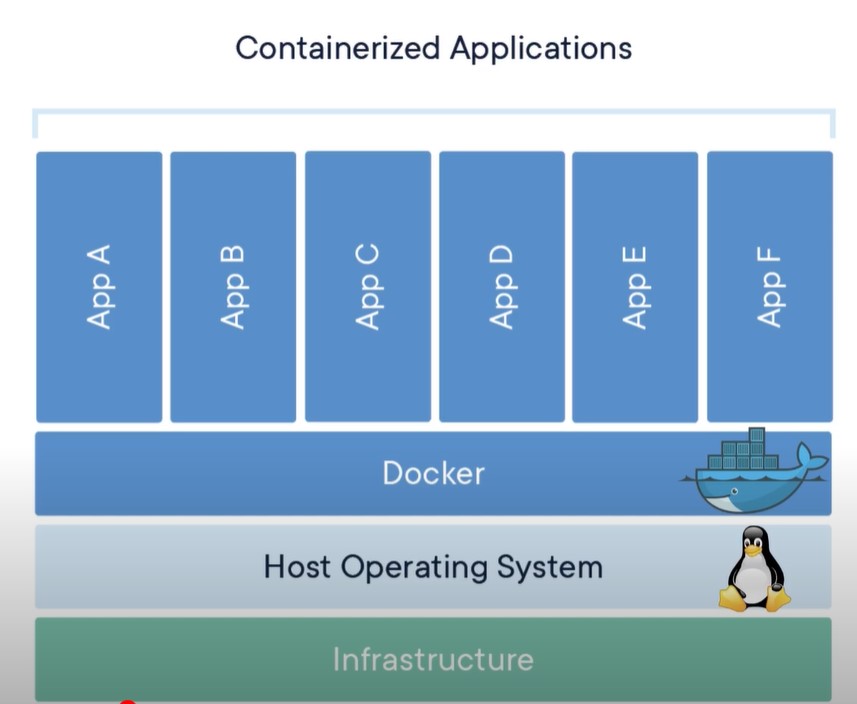 Containerized Applications
App A
App B
App C
App D
App E
App F
Docker
Host Operating System
Infrastructure